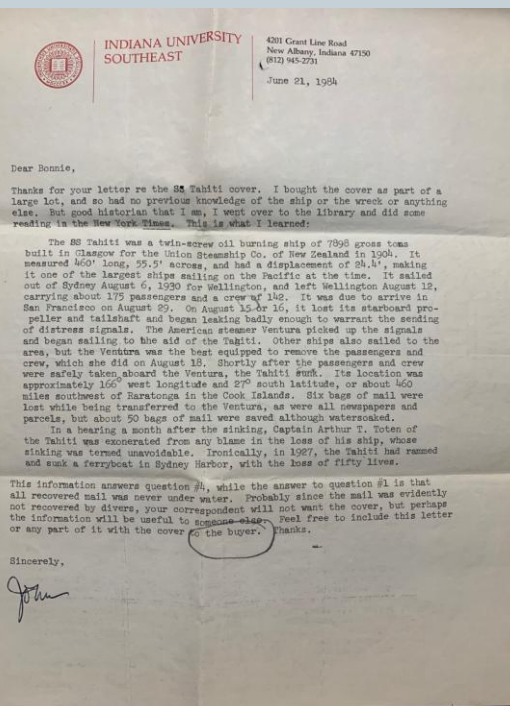 INDIANA UNIVERSITY
SOUTHEAST
4201 Grant Line Road
New Albany, Indiana 47150
(812) 945-2731
June 21, 1984
Dear Bonnie,
Thanks for your letter re the SS Tahiti cover. I bought the cover as part of a
large lot, and so had no previous knowledge of the ship or the wreck or anything
else. But good historian that I am, I went over to the library and did some
reading in the New York Times. This is what I learned:
The SS Tahiti was a twin-screw oil burning ship of 7898 gross tons
built in Glasgow for the Union Steamship Co. of New Zealand in 1904. It
measured 460' long, 55.5' across, and had a displacement of 24.4', making
it one of the largest ships sailing on the Pacific at the time. It sailed
out of Sydney August 6, 1930 for Wellington, and left Wellington August 12,
carrying about 175 passengers and a crew of 142. It was due to arrive in
San Francisco on August 29. On August 15 or 16, it lost its starboard pro-
peller and tailshaft and began leaking badly enough to warrant the sending
of distress signals. The American steamer Ventura picked up the signals
and began sailing to the aid of the Tahiti. Other ships also sailed to the
area, but the Ventura was the best equipped to remove the passengers and
crew, which she did on August 18. Shortly after the passengers and crew
were safely taken aboard the Ventura, the Tahiti sunk. Its location was
approximately 166° west longitude and 27° south latitude, or about 460
miles southwest of Raratonga in the Cook Islands. Six bags of mail were
lost while being transferred to the Ventura, as were all newspapers and
parcels, but about 50 bags of mail were saved although watersoaked.
In a hearing a month after the sinking, Captain Arthur T. Toten of
the Tahiti was exonerated from any blame in the loss of his ship, whose
sinking was termed unavoidable. Ironically, in 1927, the Tahiti had rammed
and sunk a ferryboat in Sydney Harbor, with the loss of fifty lives.
This information answers question #4, while the answer to question #1 is that
all recovered mail was never under water. Probably since the mail was evidently
not recovered by divers, your correspondent will not want the cover, but perhaps
the information will be useful to someone else. Feel free to include this letter
or any part of it with the cover to the buyer. Thanks.
Sincerely,
John